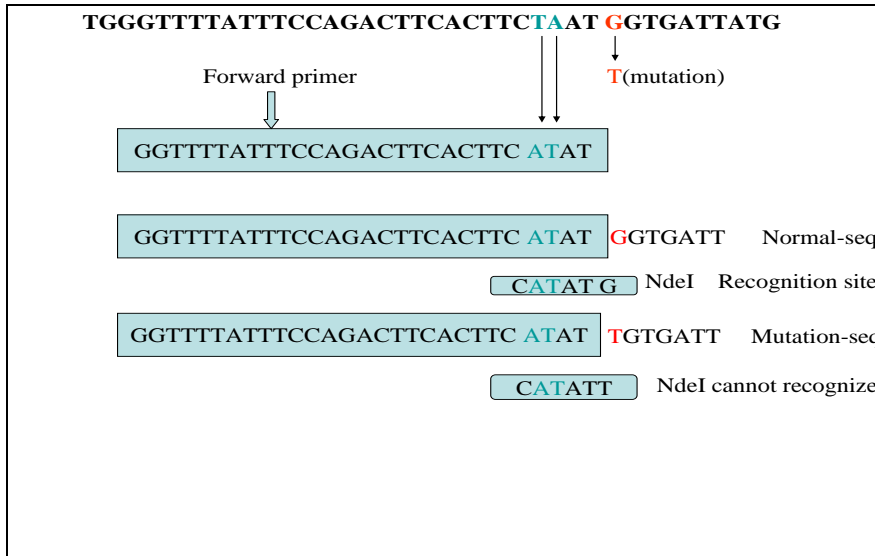 TGGGTTTTATTTCCAGACTTCACTTCTAAT GGTGATTATG
Forward primer
T(mutation)
GGTTTTATTTCCAGACTTCACTTC ATAT
GGTTTTATTTCCAGACTTCACTTC ATAT GGTGATT Normal-seq
CATAT G NdeI Recognition site
GGTTTTATTTCCAGACTTCACTTC ATAT TGTGATT Mutation-seq
CATATT NdeI cannot recognize